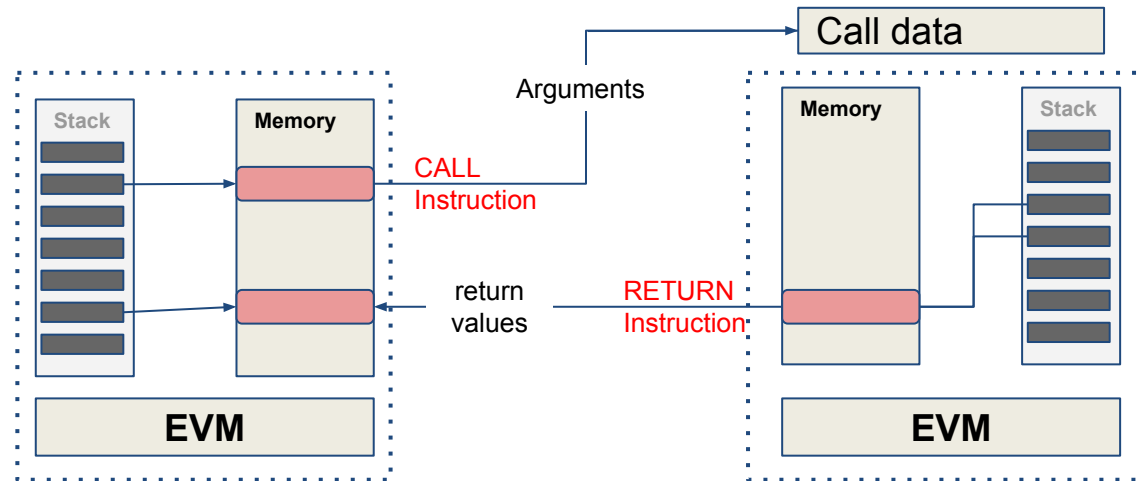 Call data
Arguments
Stack
Memory
CALL
Instruction
return
values
RETURN
Instruction
Memory
Stack
EVM
EVM